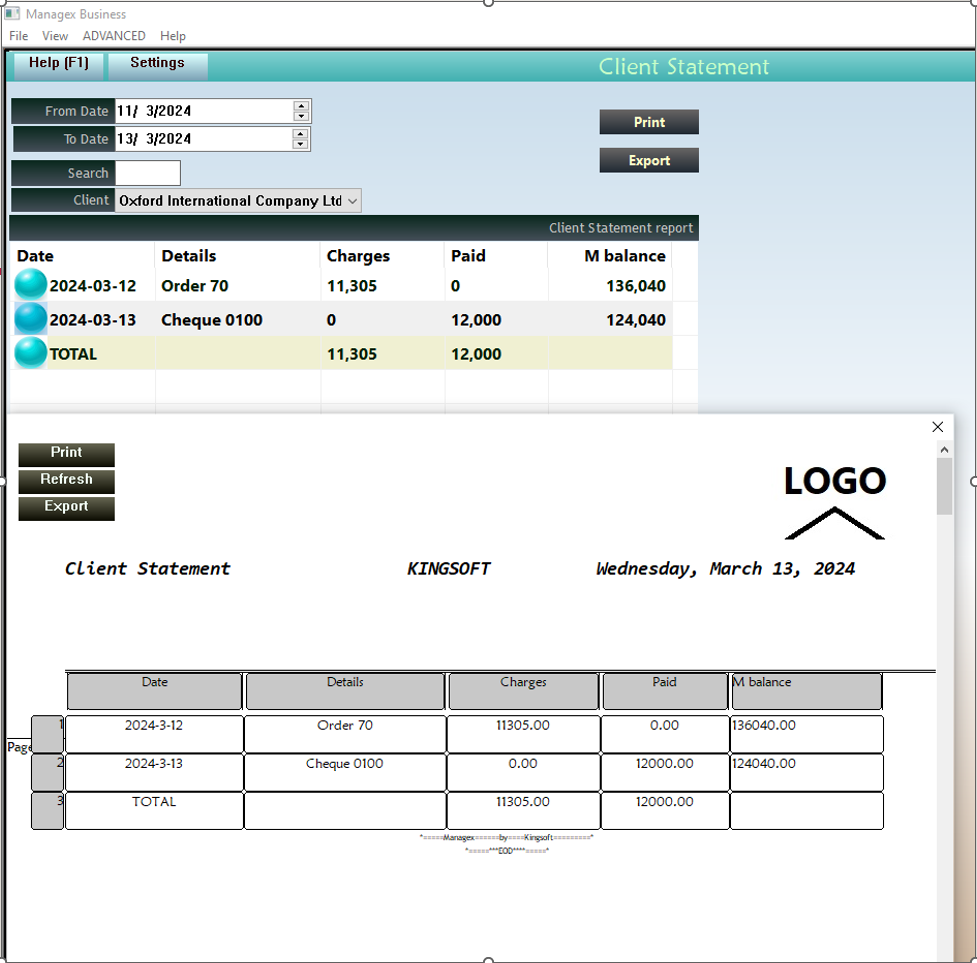 Managex Business
File View ADVANCED Help
Help (F1) Settings Client Statement
From Date 11/ 3/2024
Print
To Date 13/ 3/2024
Export
Search
Client Oxford International Company Ltd
Client Statement report
Date Details Charges Paid M balance
2024-03-12 Order 70 11,305 0 136,040
2024-03-13 Cheque 0100 0 12,000 124,040
TOTAL 11,305 12,000
Print
Refresh
Export
LOGO
Client Statement KINGSOFT Wednesday, March 13, 2024
Date Details Charges Paid M balance
1 2024-3-12 Order 70 11305.00 0.00 136040.00
Page
2 2024-3-13 Cheque 0100 0.00 12000.00 124040.00
3 TOTAL 11305.00 12000.00
*=====Managex======by====Kingsoft=========*
*=====***EOD****=====*